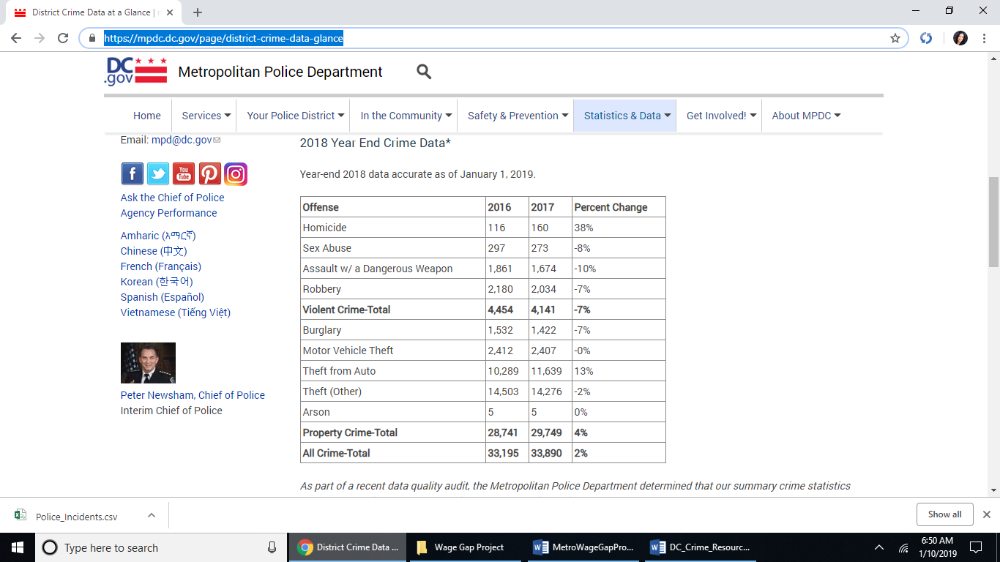 District Crime Data at a Glance |
https://mpdc.dc.gov/page/district-crime-data-glance
DC
.gov
Metropolitan Police Department
Home Services Your Police District In the Community Safety & Prevention Statistics & Data Get Involved! About MPDC
Email: mpd@dc.gov
You
Tube
Ask the Chief of Police
Agency Performance
Amharic (አማርኛ)
Chinese (中文)
French (Français)
Korean (한국어)
Spanish (Español)
Vietnamese (Tiếng Việt)
Peter Newsham, Chief of Police
Interim Chief of Police
2018 Year End Crime Data*
Year-end 2018 data accurate as of January 1, 2019.
Offense 2016 2017 Percent Change
Homicide 116 160 38%
Sex Abuse 297 273 -8%
Assault w/ a Dangerous Weapon 1,861 1,674 -10%
Robbery 2,180 2,034 -7%
Violent Crime-Total 4,454 4,141 -7%
Burglary 1,532 1,422 -7%
Motor Vehicle Theft 2,412 2,407 -0%
Theft from Auto 10,289 11,639 13%
Theft (Other) 14,503 14,276 -2%
Arson 5 5 0%
Property Crime-Total 28,741 29,749 4%
All Crime-Total 33,195 33,890 2%
As part of a recent data quality audit, the Metropolitan Police Department determined that our summary crime statistics
Police_Incidents.csv
Show all
Type here to search
District Crime Data ...
Wage Gap Project
MetroWageGapPro...
DC_Crime_Resourc...
6:50 AM
1/10/2019